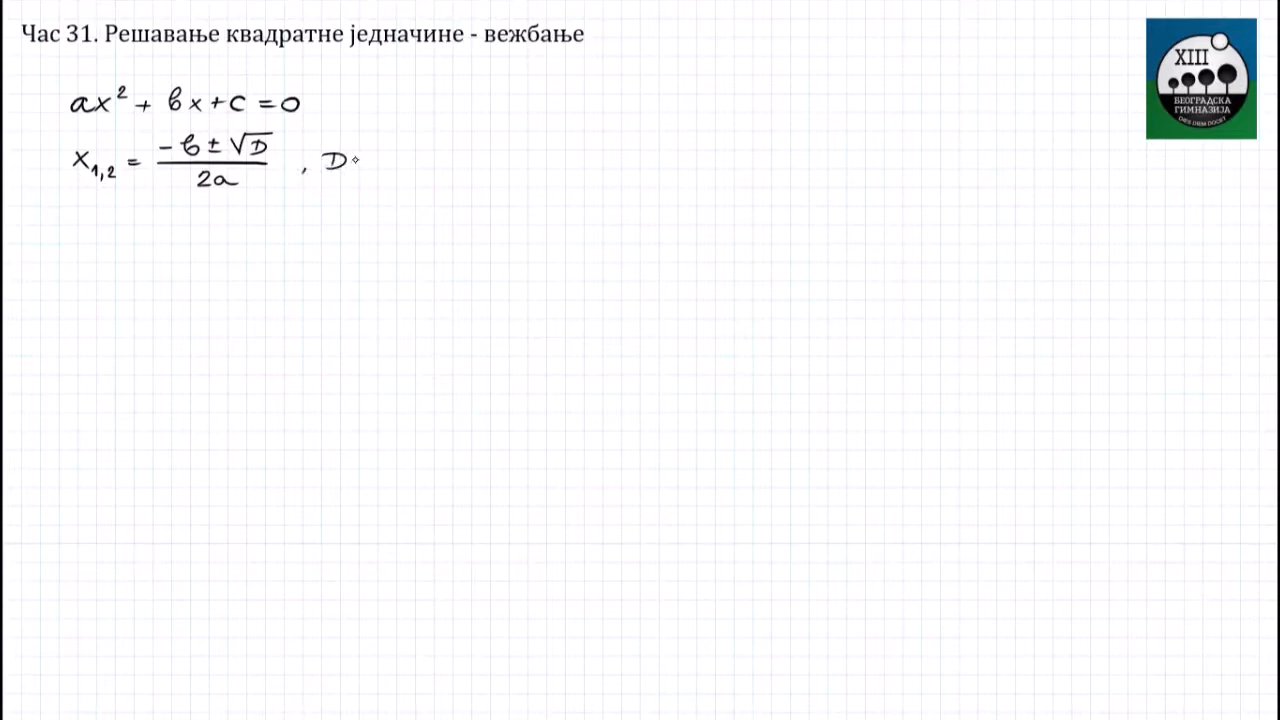 Час 31. Решавање квадратне једначине - вежбање
XIII
БЕОГРАДСКА
ГИМНАЗИЈА
ax² + bx + c = 0
x₁,₂ = (-b ± √D) / 2a , D